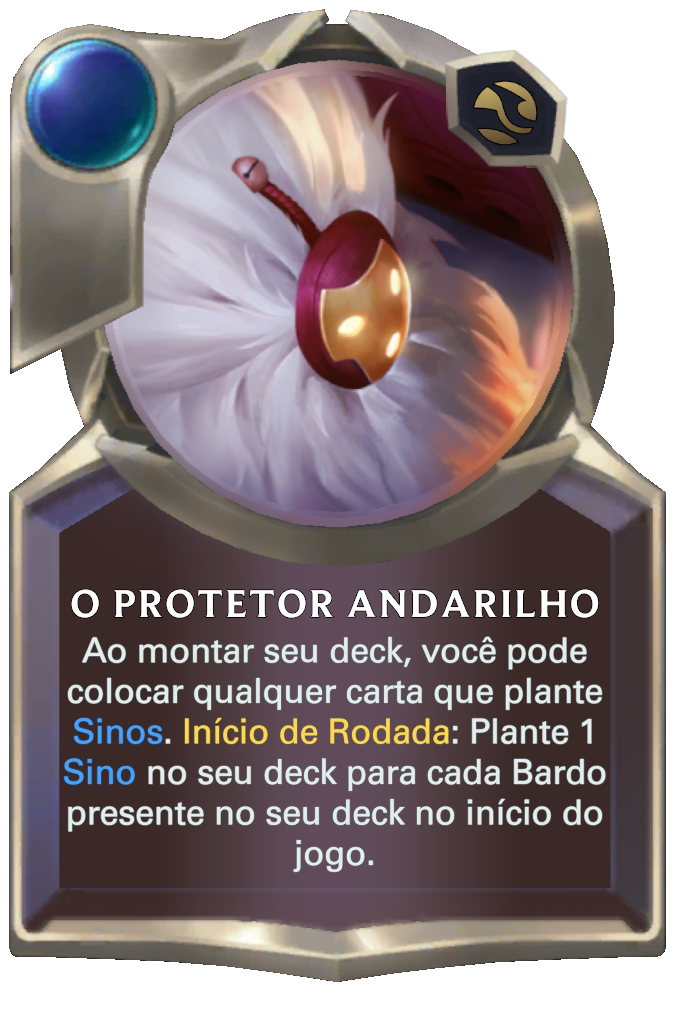 O PROTETOR ANDARILHO
Ao montar seu deck, você pode
colocar qualquer carta que plante
Sinos. Início de Rodada: Plante 1
Sino no seu deck para cada Bardo
presente no seu deck no início do
jogo.